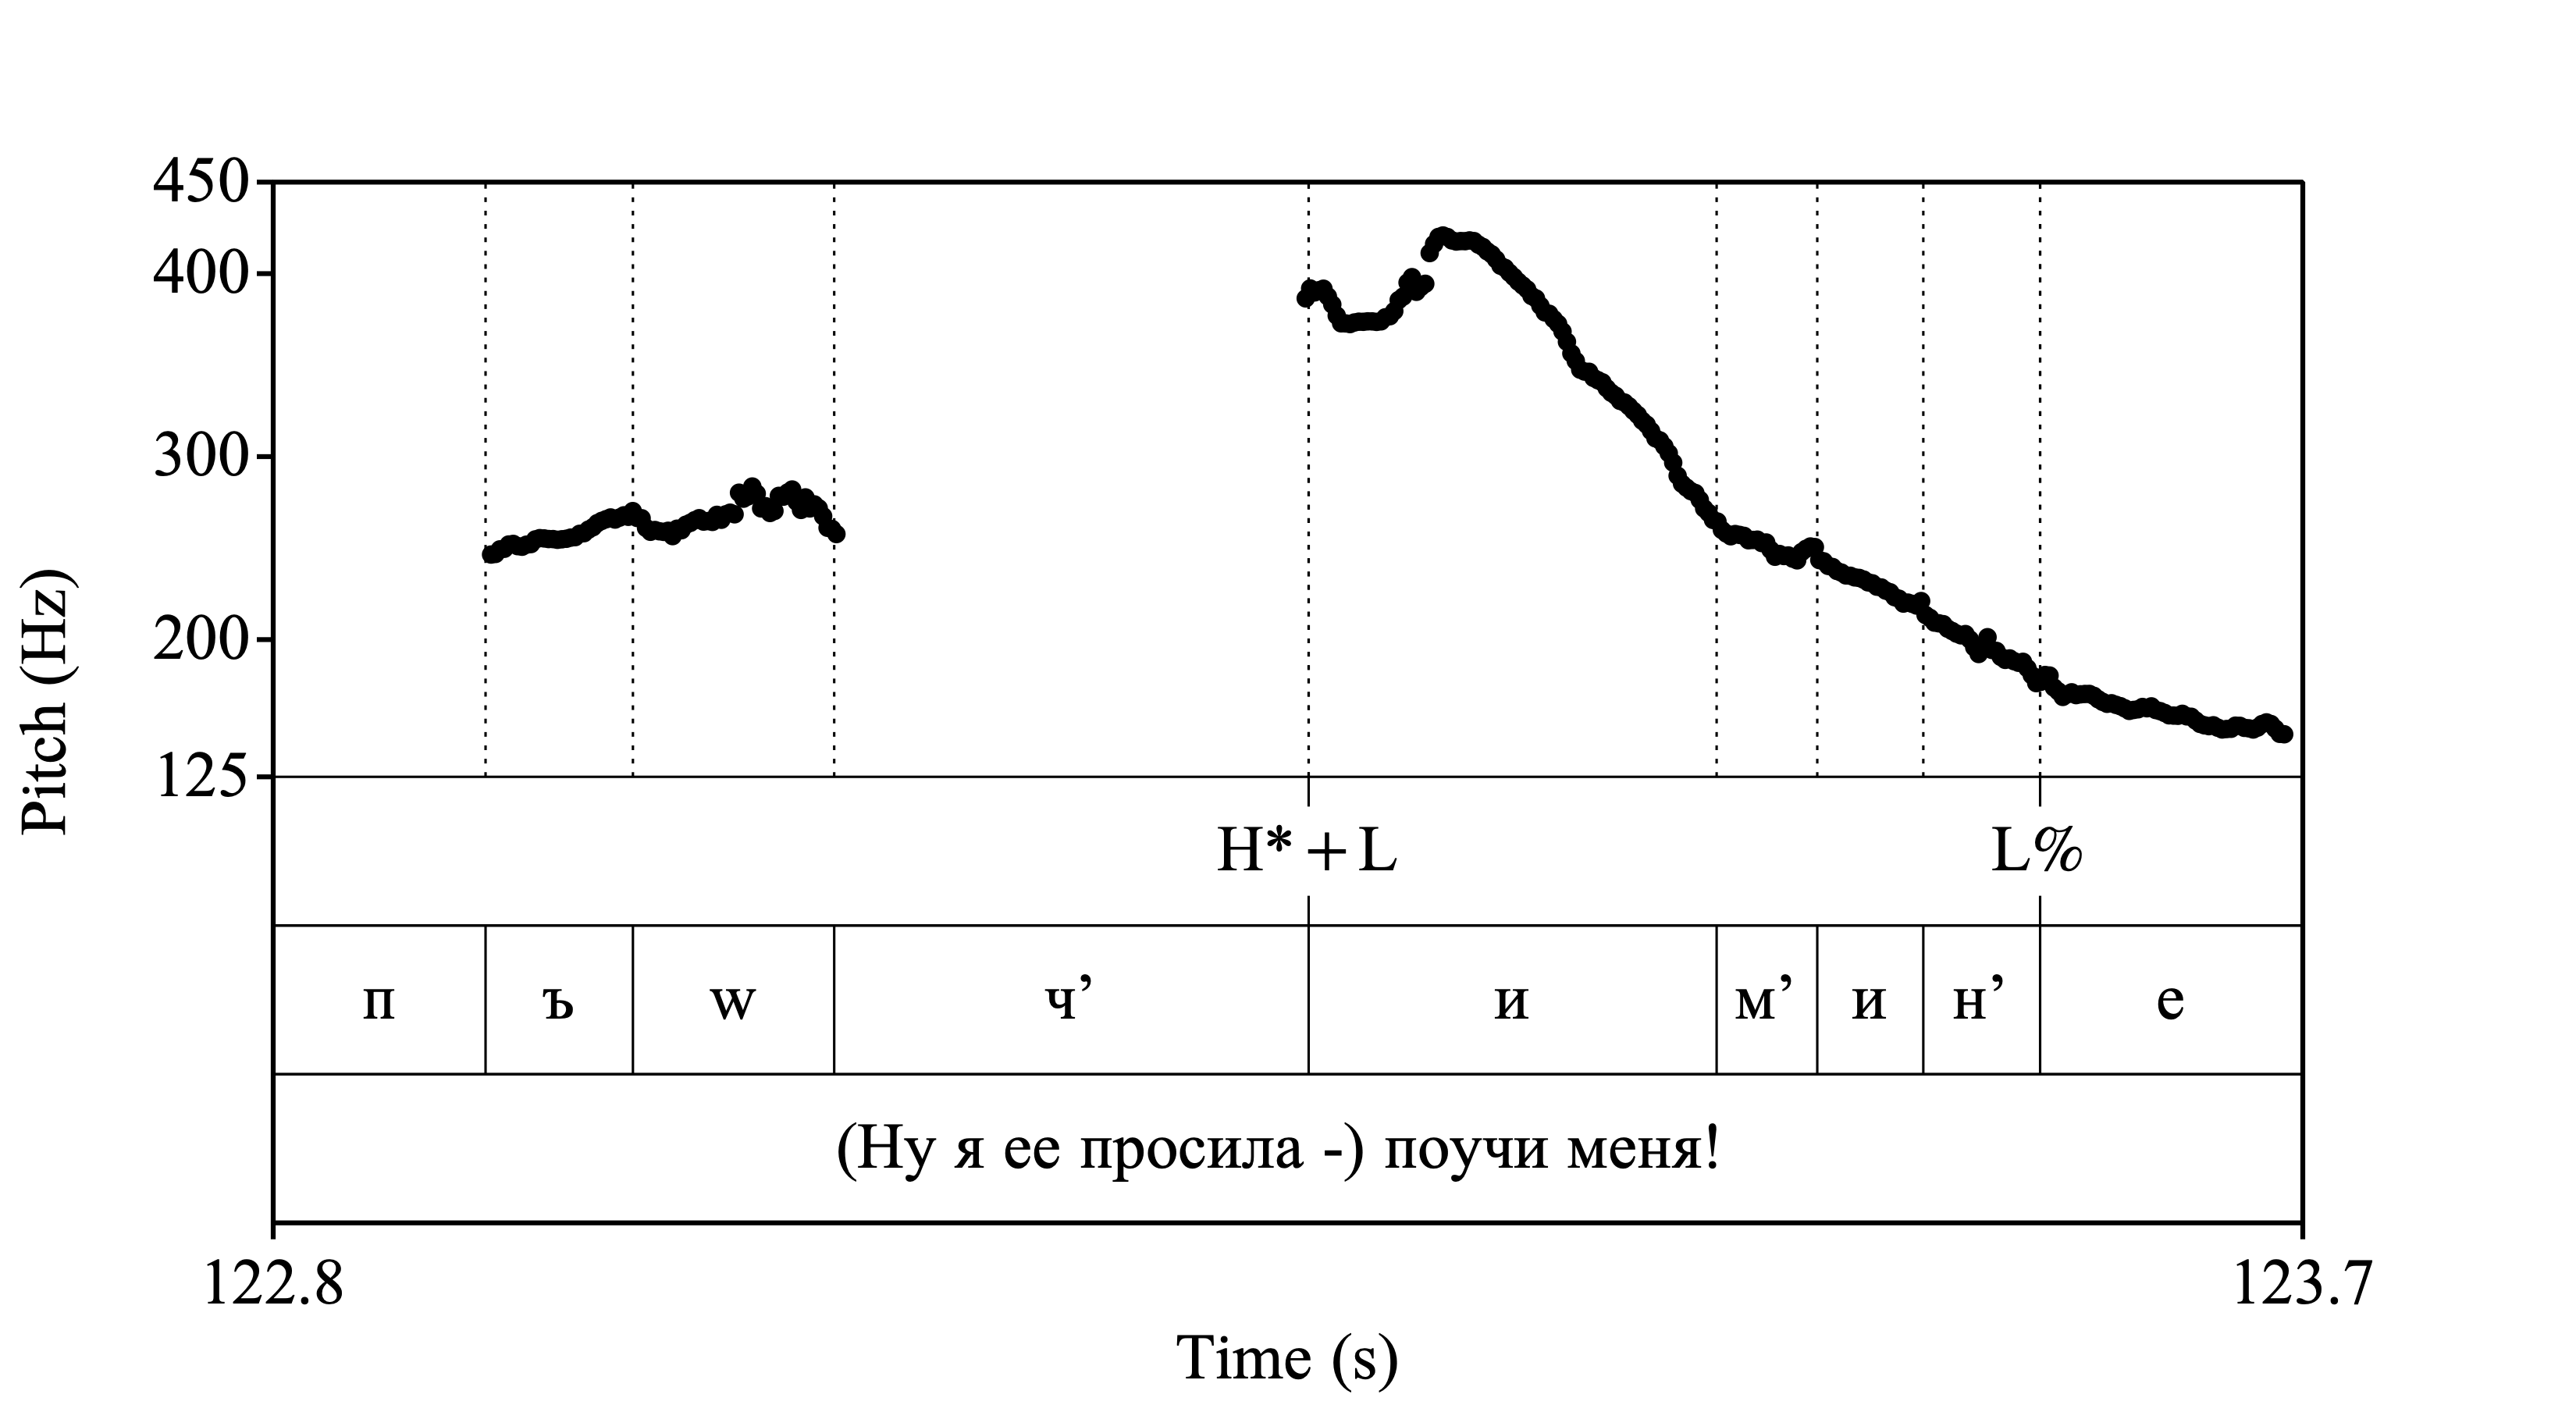 450
400
300
200
125
Pitch (Hz)
H* + L L%
п ъ w ч’ и м’ и н’ е
(Ну я ее просила -) поучи меня!
122.8 123.7
Time (s)